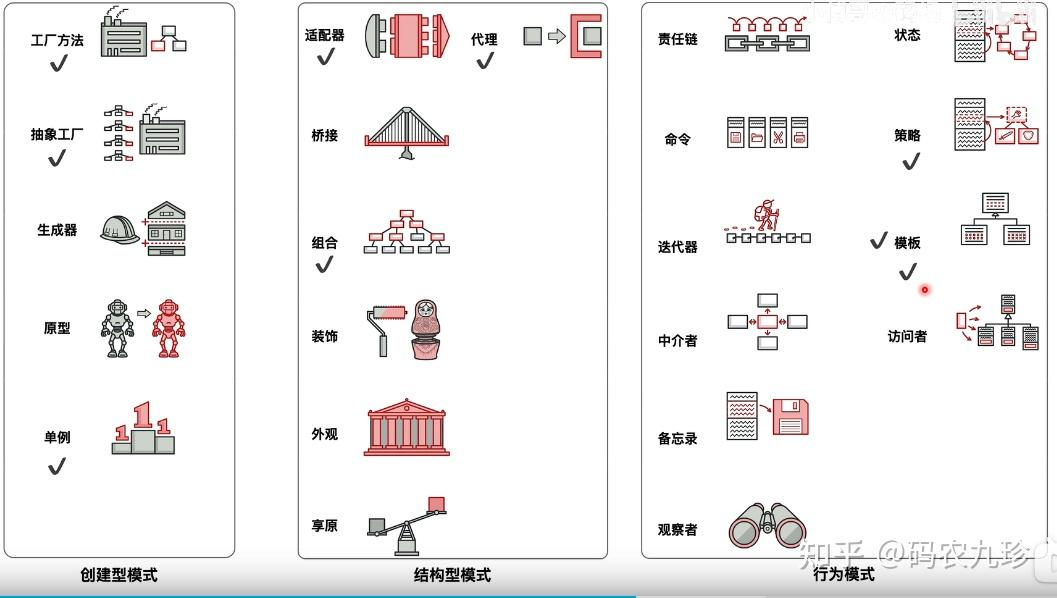 工厂方法
抽象工厂
生成器
原型
单例
创建型模式
适配器
代理
桥接
组合
装饰
外观
享原
结构型模式
责任链
状态
命令
策略
迭代器
模板
中介者
访问者
备忘录
观察者
行为模式
知乎 @码农九珍